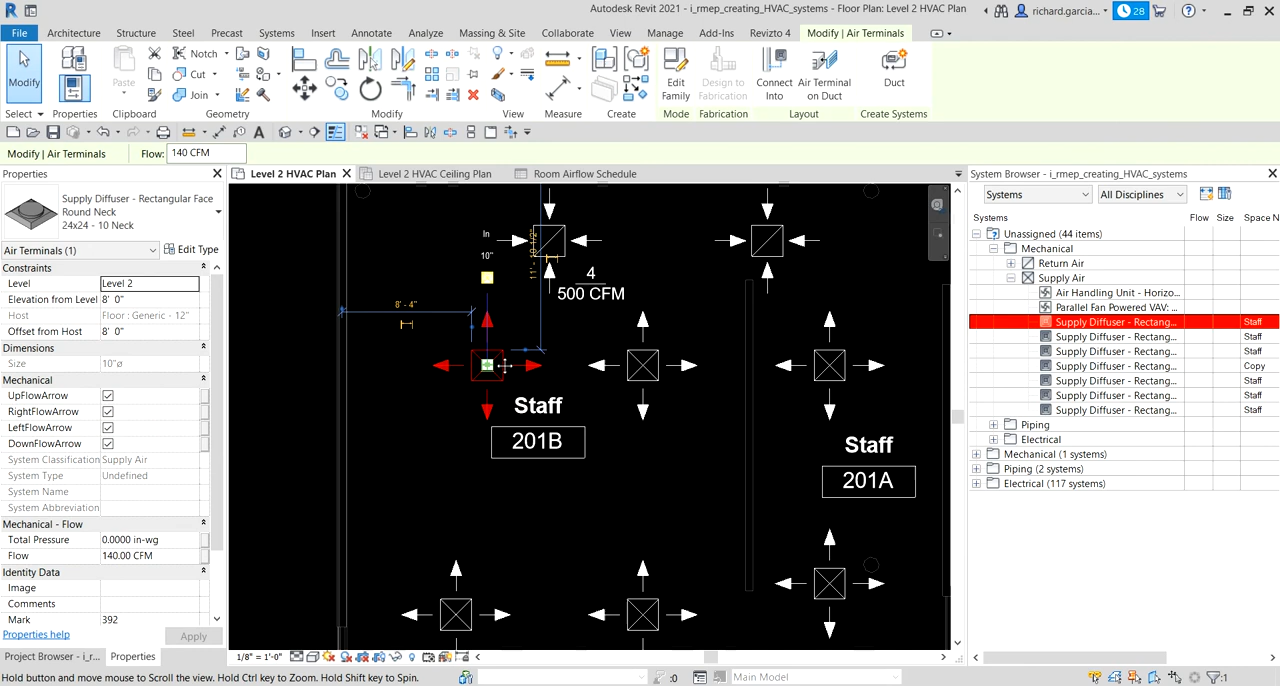 Autodesk Revit 2021 - i_rmep_creating_HVAC_systems - Floor Plan: Level 2 HVAC Plan
richard.garcia...
28
File Architecture Structure Steel Precast Systems Insert Annotate Analyze Massing & Site Collaborate View Manage Add-Ins Revizto 4 Modify | Air Terminals
Modify
Paste
Notch
Cut
Join
Edit Family
Design to Fabrication
Connect Into
Air Terminal on Duct
Duct
Select Properties Clipboard Geometry Modify View Measure Create Mode Fabrication Layout Create Systems
Modify | Air Terminals Flow: 140 CFM
Properties
Level 2 HVAC Plan
Level 2 HVAC Ceiling Plan
Room Airflow Schedule
Supply Diffuser - Rectangular Face
Round Neck
24x24 - 10 Neck
Air Terminals (1) Edit Type
Constraints
Level Level 2
Elevation from Level 8' 0"
Host Floor : Generic - 12"
Offset from Host 8' 0"
Dimensions
Size 10"ø
Mechanical
UpFlowArrow
RightFlowArrow
LeftFlowArrow
DownFlowArrow
System Classification Supply Air
System Type Undefined
System Name
System Abbreviation
Mechanical - Flow
Total Pressure 0.0000 in-wg
Flow 140.00 CFM
Identity Data
Image
Comments
Mark 392
Properties help Apply
Project Browser - i_r... Properties
In
10"
8' - 4"
4
500 CFM
Staff
201B
Staff
201A
1/8" = 1'-0"
System Browser - i_rmep_creating_HVAC_systems
Systems All Disciplines
Systems Flow Size Space N
Unassigned (44 items)
Mechanical
Return Air
Supply Air
Air Handling Unit - Horizo...
Parallel Fan Powered VAV: ...
Supply Diffuser - Rectang... Staff
Supply Diffuser - Rectang... Staff
Supply Diffuser - Rectang... Staff
Supply Diffuser - Rectang... Copy
Supply Diffuser - Rectang... Staff
Supply Diffuser - Rectang... Staff
Supply Diffuser - Rectang... Staff
Piping
Electrical
Mechanical (1 systems)
Piping (2 systems)
Electrical (117 systems)
Hold button and move mouse to Scroll the view. Hold Ctrl key to Zoom. Hold Shift key to Spin.
:0
Main Model
:1